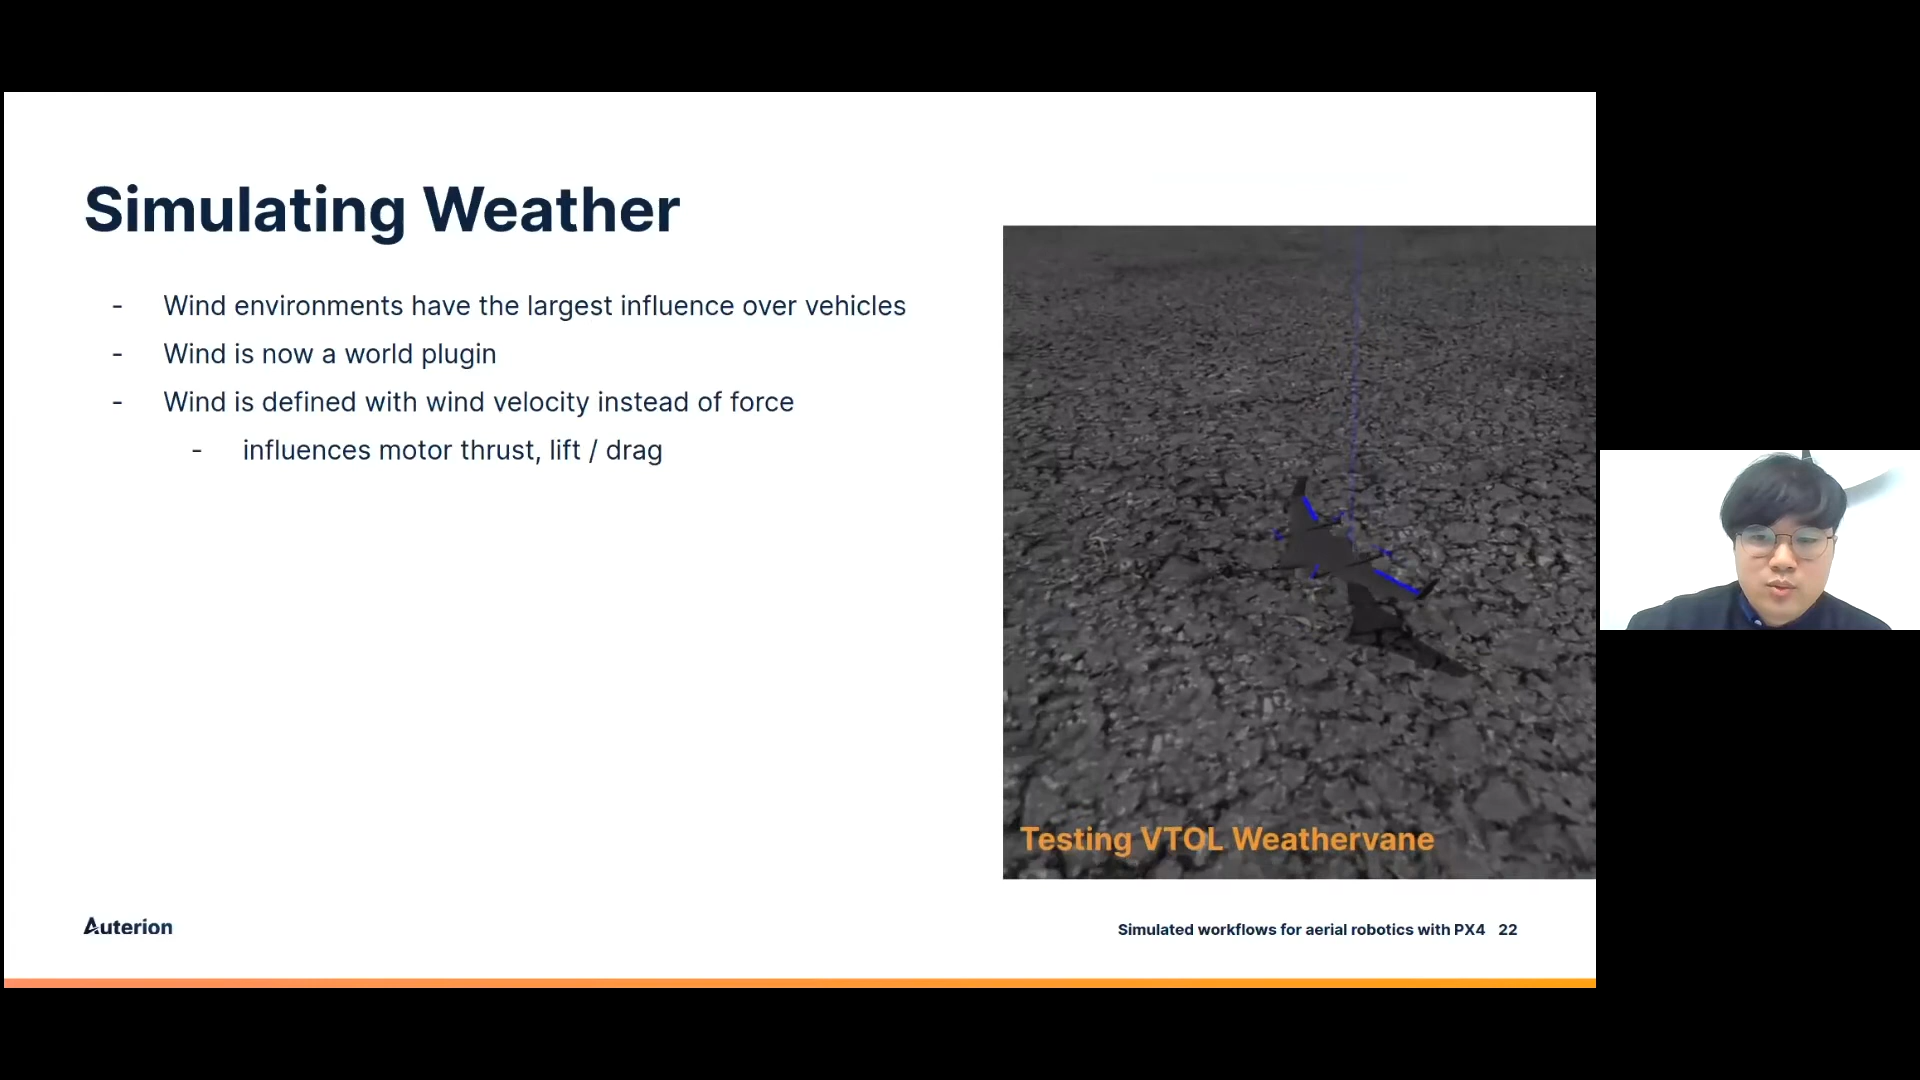 Simulating Weather
- Wind environments have the largest influence over vehicles
- Wind is now a world plugin
- Wind is defined with wind velocity instead of force
- influences motor thrust, lift / drag
Testing VTOL Weathervane
Auterion
Simulated workflows for aerial robotics with PX4 22